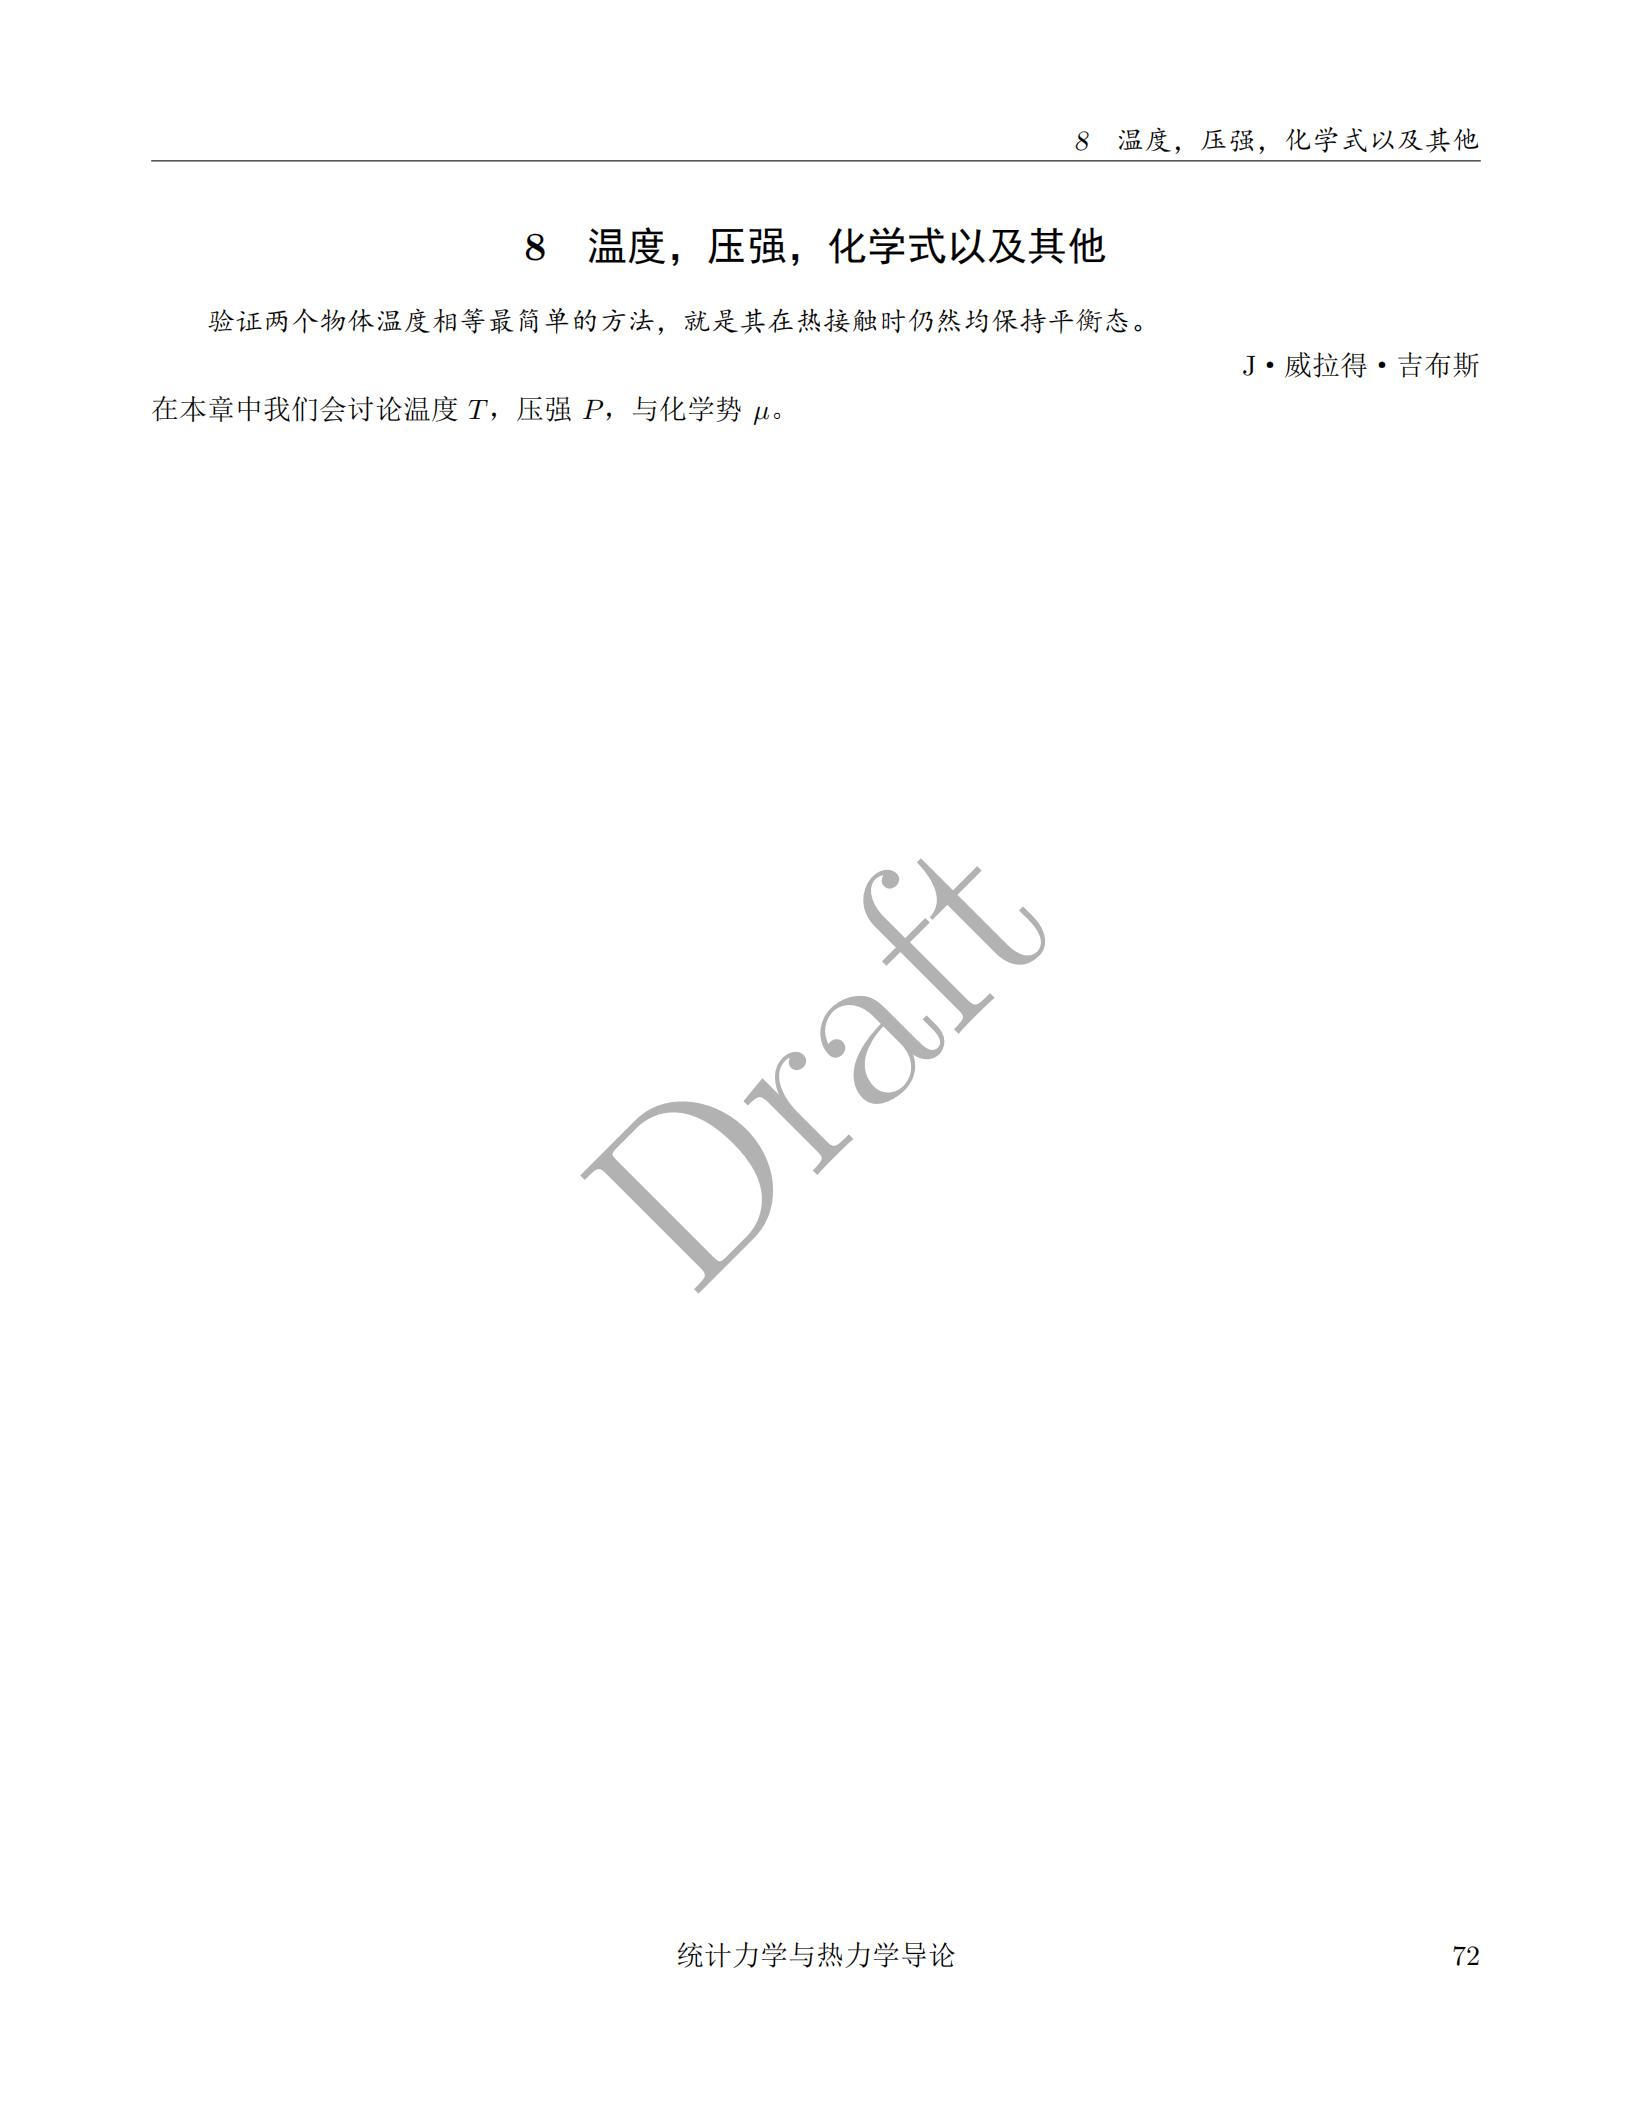 8 温度，压强，化学式以及其他
8 温度，压强，化学式以及其他
验证两个物体温度相等最简单的方法，就是其在热接触时仍然均保持平衡态。
J·威拉得·吉布斯
在本章中我们会讨论温度 T，压强 P，与化学势 μ。
Draft
统计力学与热力学导论 72